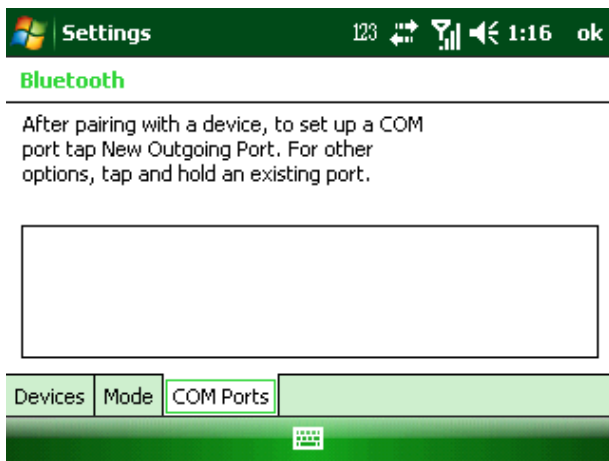 Settings 123 1:16 ok
Bluetooth
After pairing with a device, to set up a COM
port tap New Outgoing Port. For other
options, tap and hold an existing port.
Devices Mode COM Ports